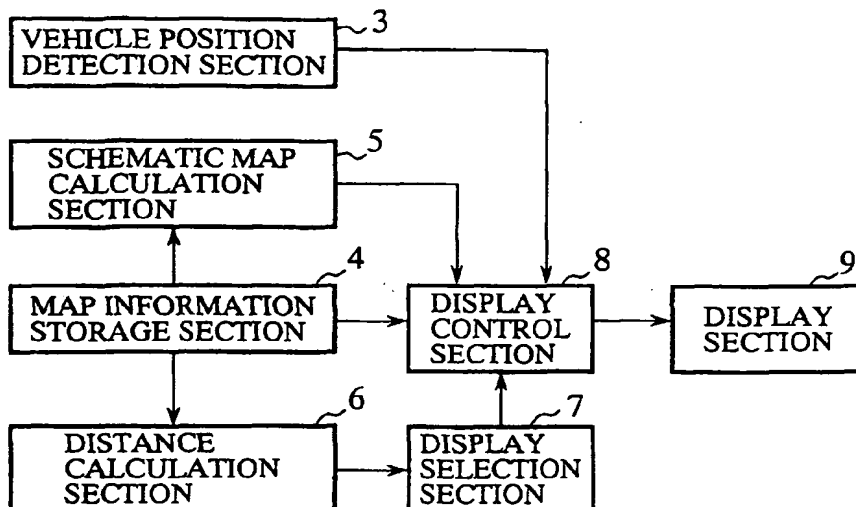 3
VEHICLE POSITION
DETECTION SECTION
5
SCHEMATIC MAP
CALCULATION
SECTION
4
MAP INFORMATION
STORAGE SECTION
8
DISPLAY
CONTROL
SECTION
9
DISPLAY
SECTION
6
DISTANCE
CALCULATION
SECTION
7
DISPLAY
SELECTION
SECTION